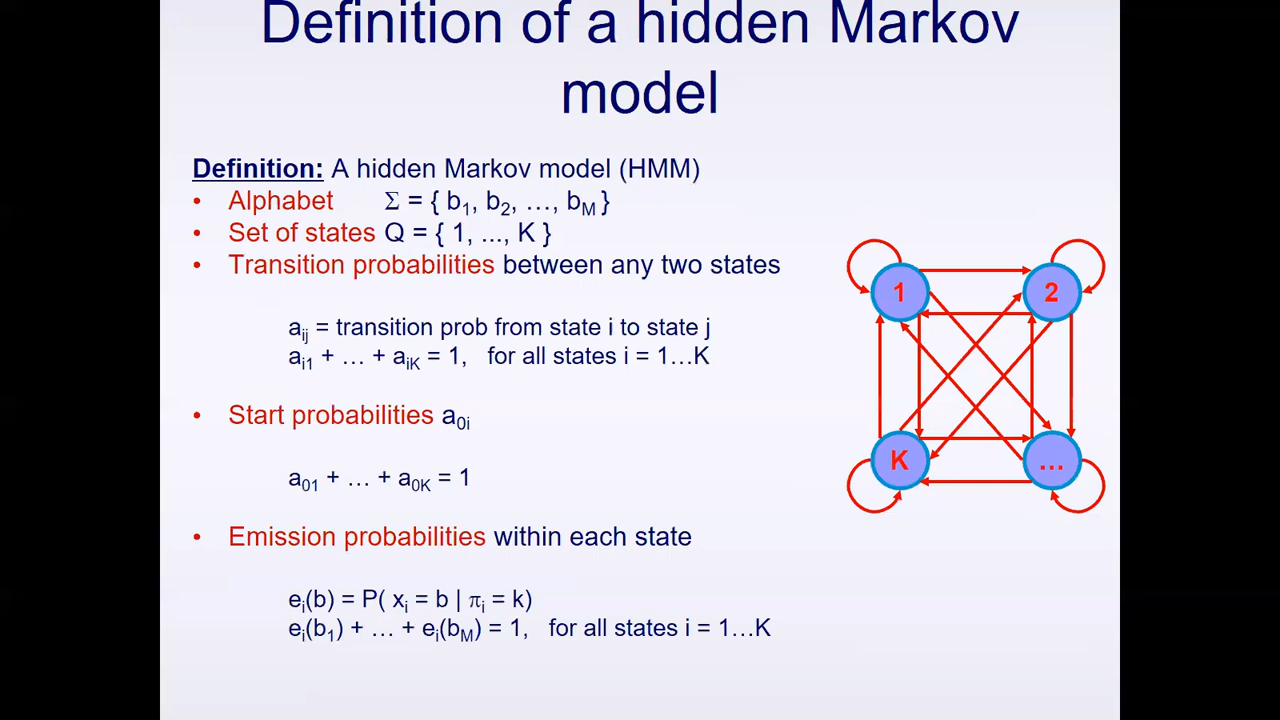 Definition of a hidden Markov
model
Definition: A hidden Markov model (HMM)
• Alphabet Σ = { b1, b2, …, bM }
• Set of states Q = { 1, ..., K }
• Transition probabilities between any two states
aij = transition prob from state i to state j
ai1 + … + aiK = 1, for all states i = 1…K
• Start probabilities a0i
a01 + … + a0K = 1
• Emission probabilities within each state
ei(b) = P( xi = b | πi = k)
ei(b1) + … + ei(bM) = 1, for all states i = 1…K
1
2
K
…